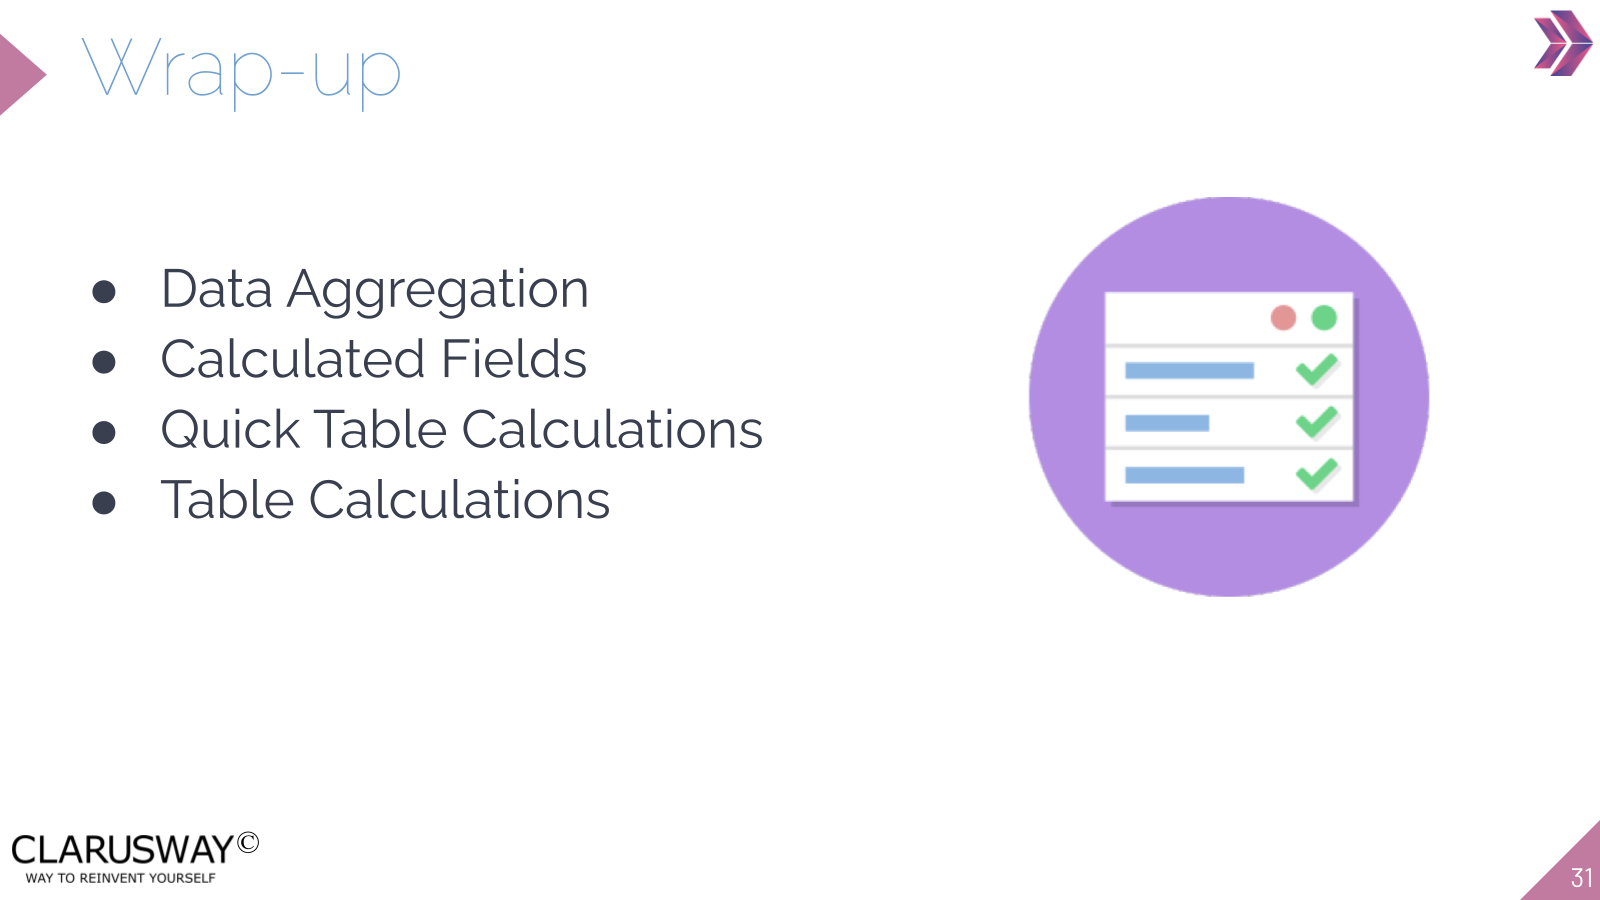 Wrap-up
● Data Aggregation
● Calculated Fields
● Quick Table Calculations
● Table Calculations
CLARUSWAY©
WAY TO REINVENT YOURSELF
31